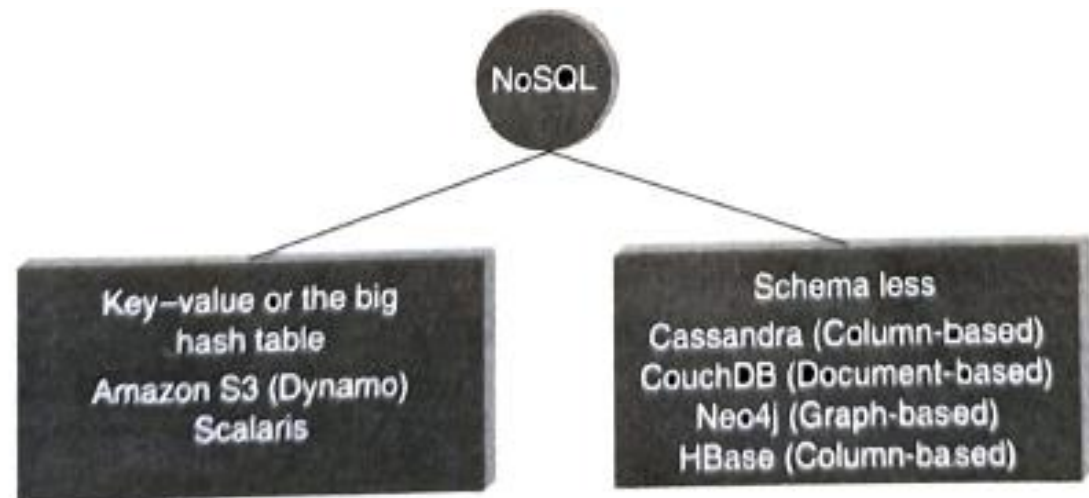 NoSQL
Key–value or the big
hash table
Amazon S3 (Dynamo)
Scalaris
Schema less
Cassandra (Column-based)
CouchDB (Document-based)
Neo4j (Graph-based)
HBase (Column-based)